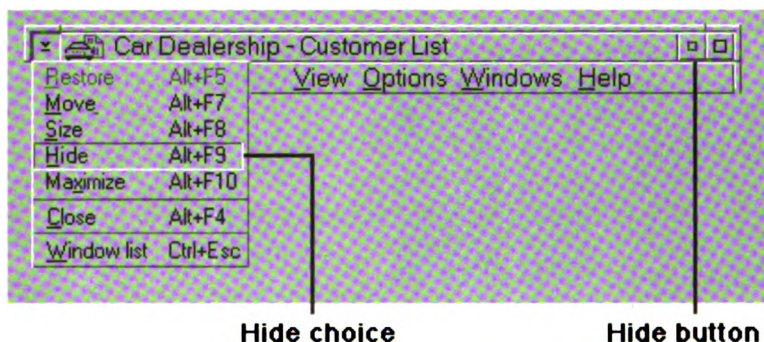 Car Dealership - Customer List
View Options Windows Help
Restore Alt+F5
Move Alt+F7
Size Alt+F8
Hide Alt+F9
Maximize Alt+F10
Close Alt+F4
Window list Ctrl+Esc
Hide choice Hide button